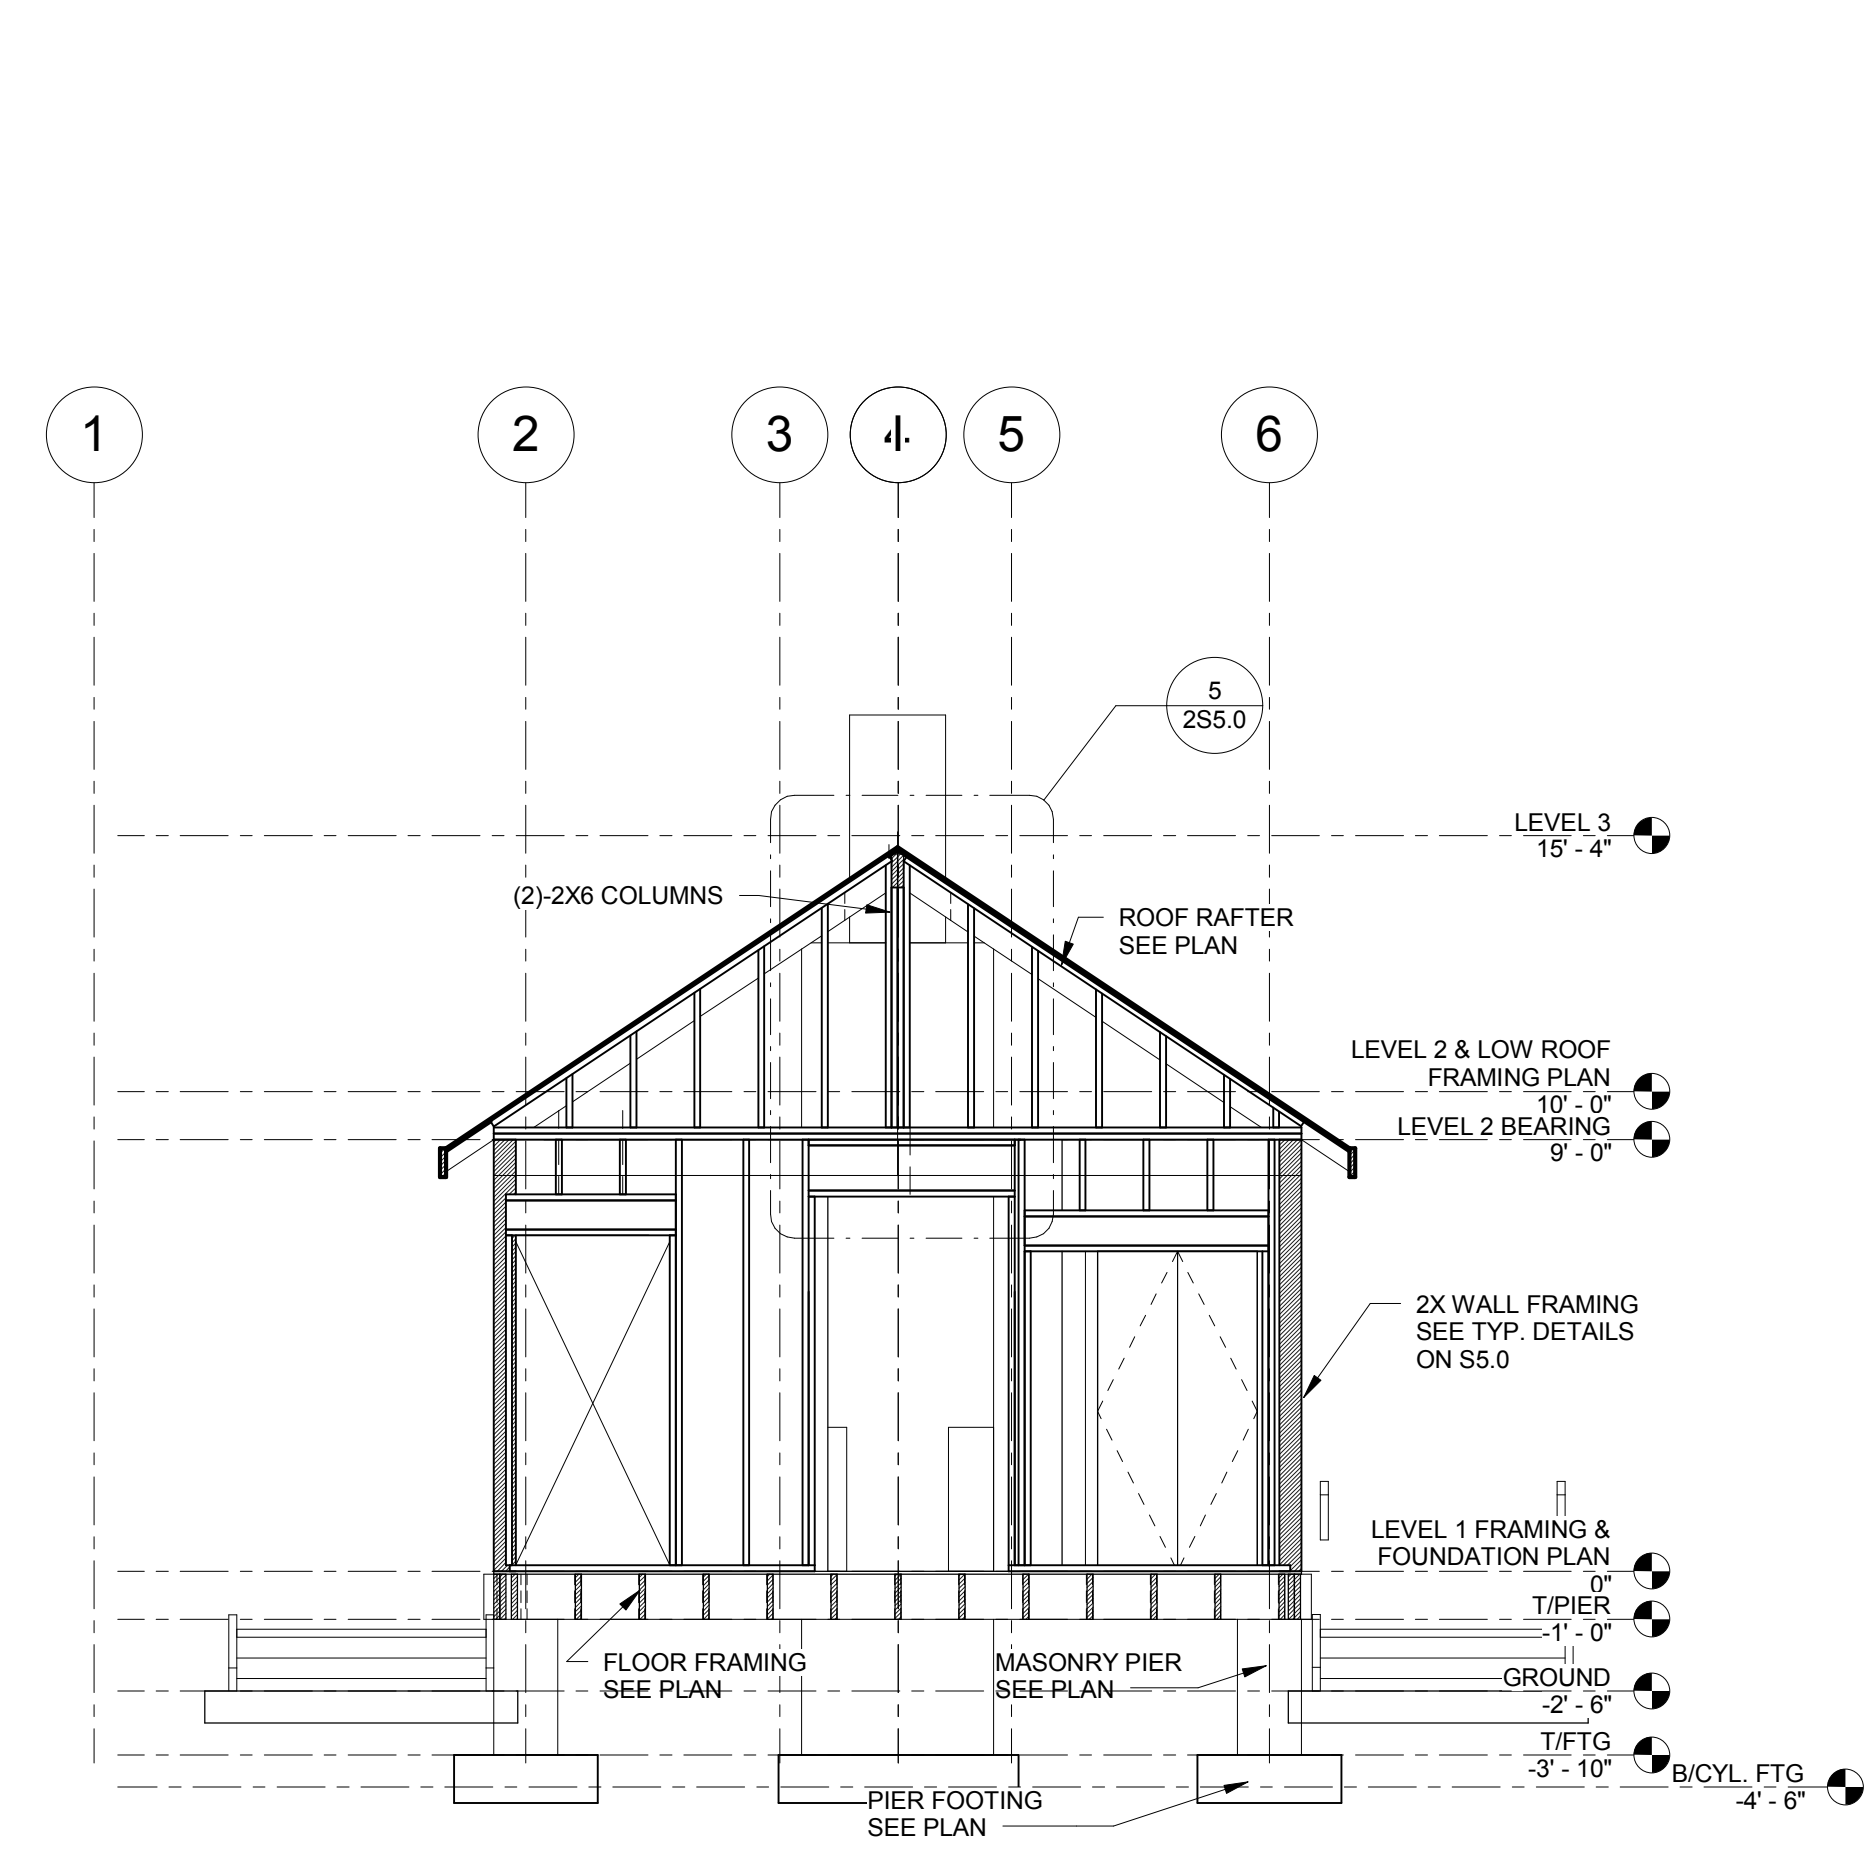 1
2
3
4
5
6
5
2S5.0
LEVEL 3
15' - 4"
(2)-2X6 COLUMNS
ROOF RAFTER
SEE PLAN
LEVEL 2 & LOW ROOF
FRAMING PLAN
10' - 0"
LEVEL 2 BEARING
9' - 0"
2X WALL FRAMING
SEE TYP. DETAILS
ON S5.0
LEVEL 1 FRAMING &
FOUNDATION PLAN
0"
T/PIER
-1' - 0"
FLOOR FRAMING
SEE PLAN
MASONRY PIER
SEE PLAN
GROUND
-2' - 6"
T/FTG
-3' - 10"
B/CYL. FTG
-4' - 6"
PIER FOOTING
SEE PLAN